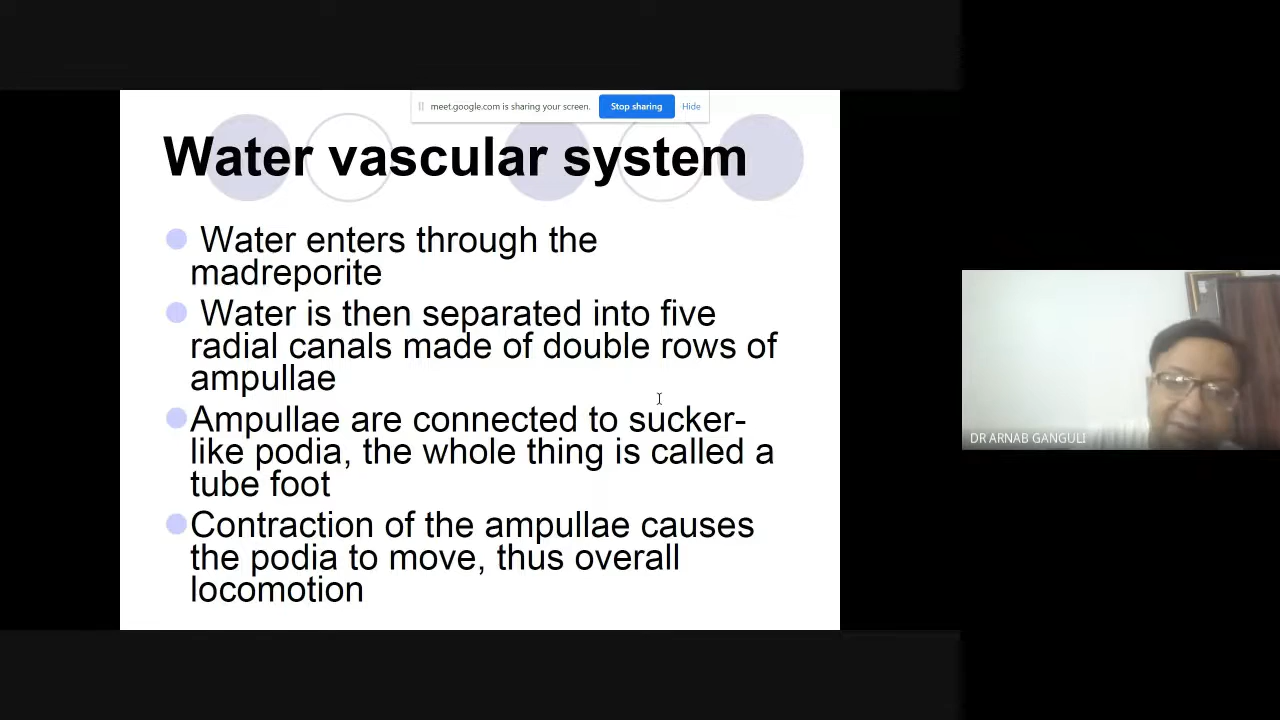 meet.google.com is sharing your screen. Stop sharing Hide
Water vascular system
Water enters through the
madreporite
Water is then separated into five
radial canals made of double rows of
ampullae
Ampullae are connected to sucker-
like podia, the whole thing is called a
tube foot
Contraction of the ampullae causes
the podia to move, thus overall
locomotion
DR ARNAB GANGULI